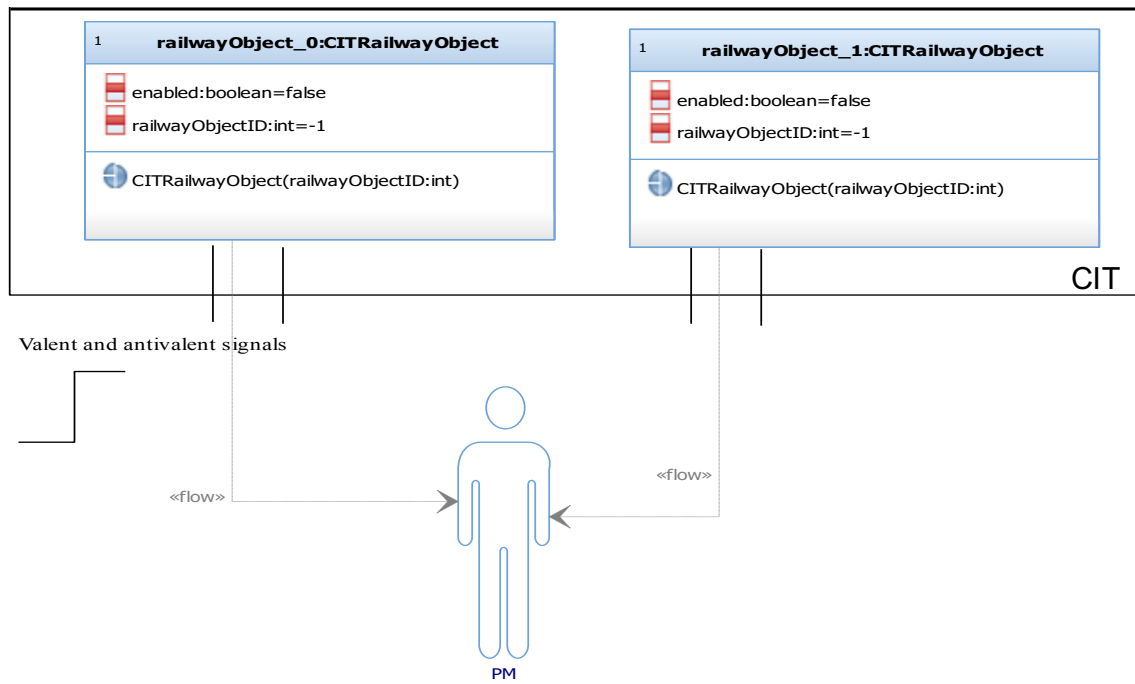 1 railwayObject_0:CITRailwayObject
enabled:boolean=false
railwayObjectID:int=-1
CITRailwayObject(railwayObjectID:int)
1 railwayObject_1:CITRailwayObject
enabled:boolean=false
railwayObjectID:int=-1
CITRailwayObject(railwayObjectID:int)
CIT
Valent and antivalent signals
«flow»
«flow»
PM